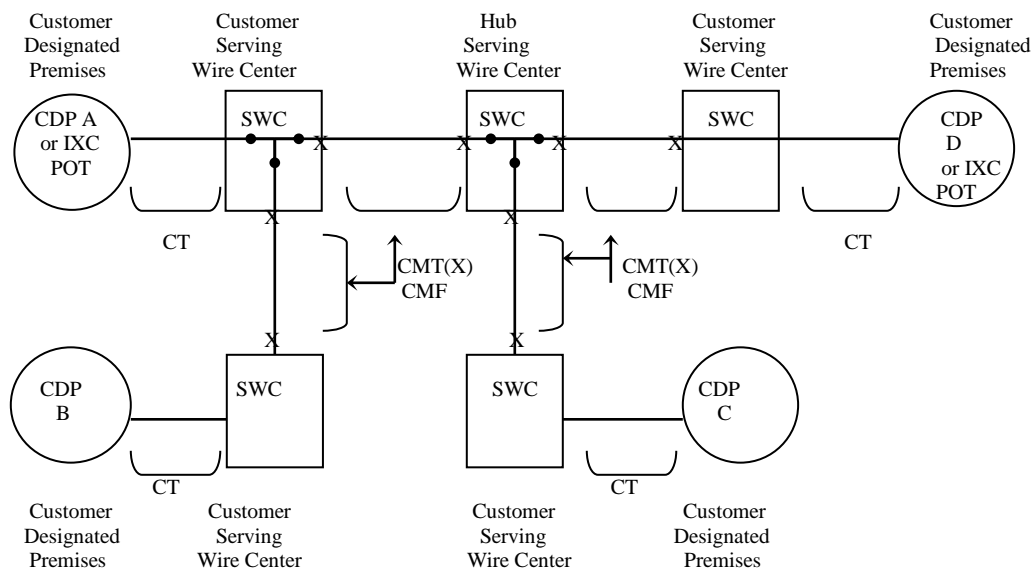 Customer
Designated
Premises
Customer
Serving
Wire Center
Hub
Serving
Wire Center
Customer
Serving
Wire Center
Customer
Designated
Premises
CDP A
or IXC
POT
SWC
X
X
SWC
X
X
SWC
CDP
D
or IXC
POT
X
X
CT
CT
CMT(X)
CMF
CMT(X)
CMF
X
X
CDP
B
SWC
SWC
CDP
C
CT
CT
Customer
Designated
Premises
Customer
Serving
Wire Center
Customer
Serving
Wire Center
Customer
Designated
Premises